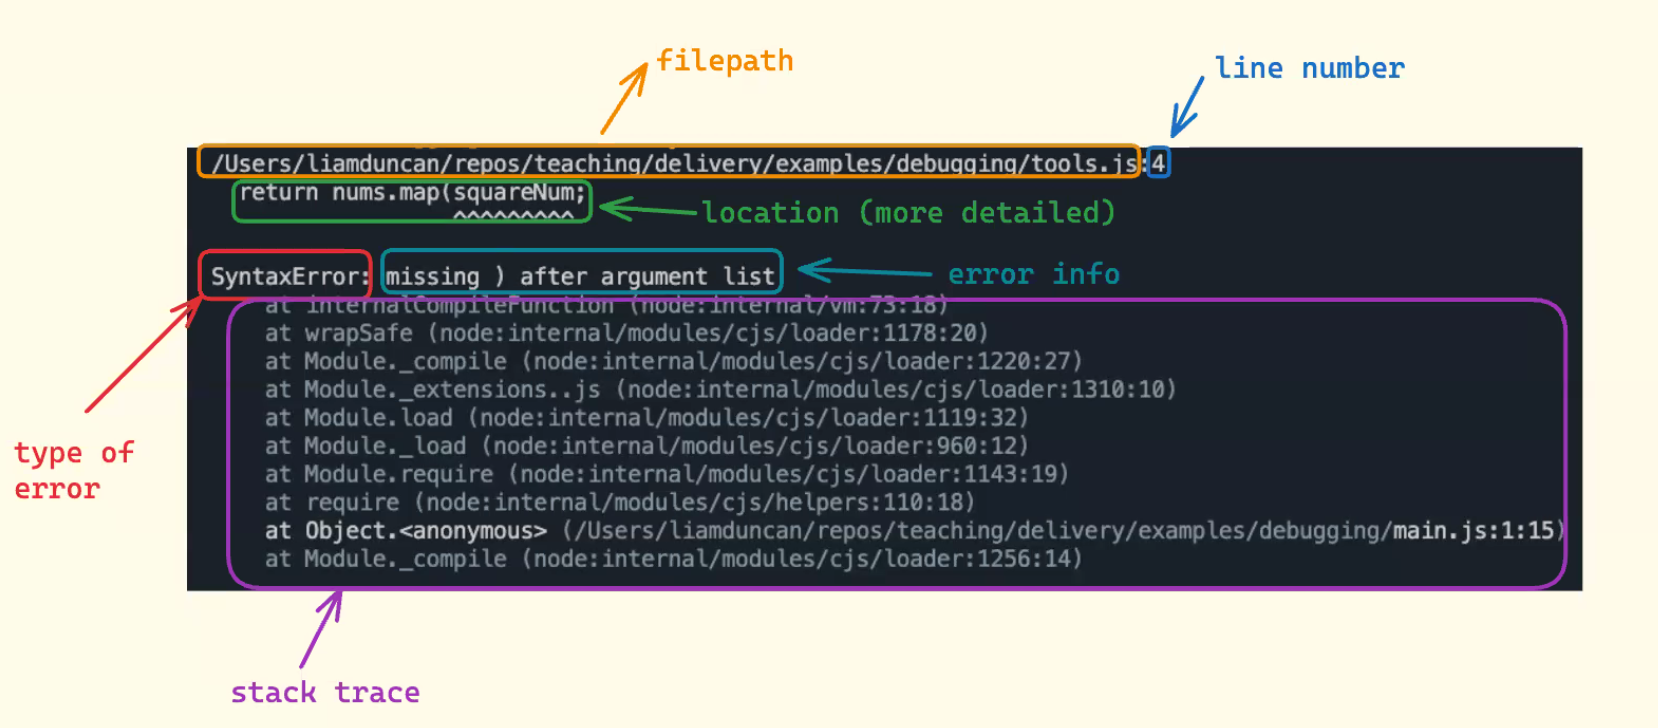 filepath
line number
/Users/liamduncan/repos/teaching/delivery/examples/debugging/tools.js:4
return nums.map(squareNum;
^^^^^^^^^
location (more detailed)
SyntaxError: missing ) after argument list
error info
at internalCompileFunction (node:internal/vm:73:18)
at wrapSafe (node:internal/modules/cjs/loader:1178:20)
at Module._compile (node:internal/modules/cjs/loader:1220:27)
at Module._extensions..js (node:internal/modules/cjs/loader:1310:10)
at Module.load (node:internal/modules/cjs/loader:1119:32)
at Module._load (node:internal/modules/cjs/loader:960:12)
at Module.require (node:internal/modules/cjs/loader:1143:19)
at require (node:internal/modules/cjs/helpers:110:18)
at Object.<anonymous> (/Users/liamduncan/repos/teaching/delivery/examples/debugging/main.js:1:15)
at Module._compile (node:internal/modules/cjs/loader:1256:14)
type of
error
stack trace